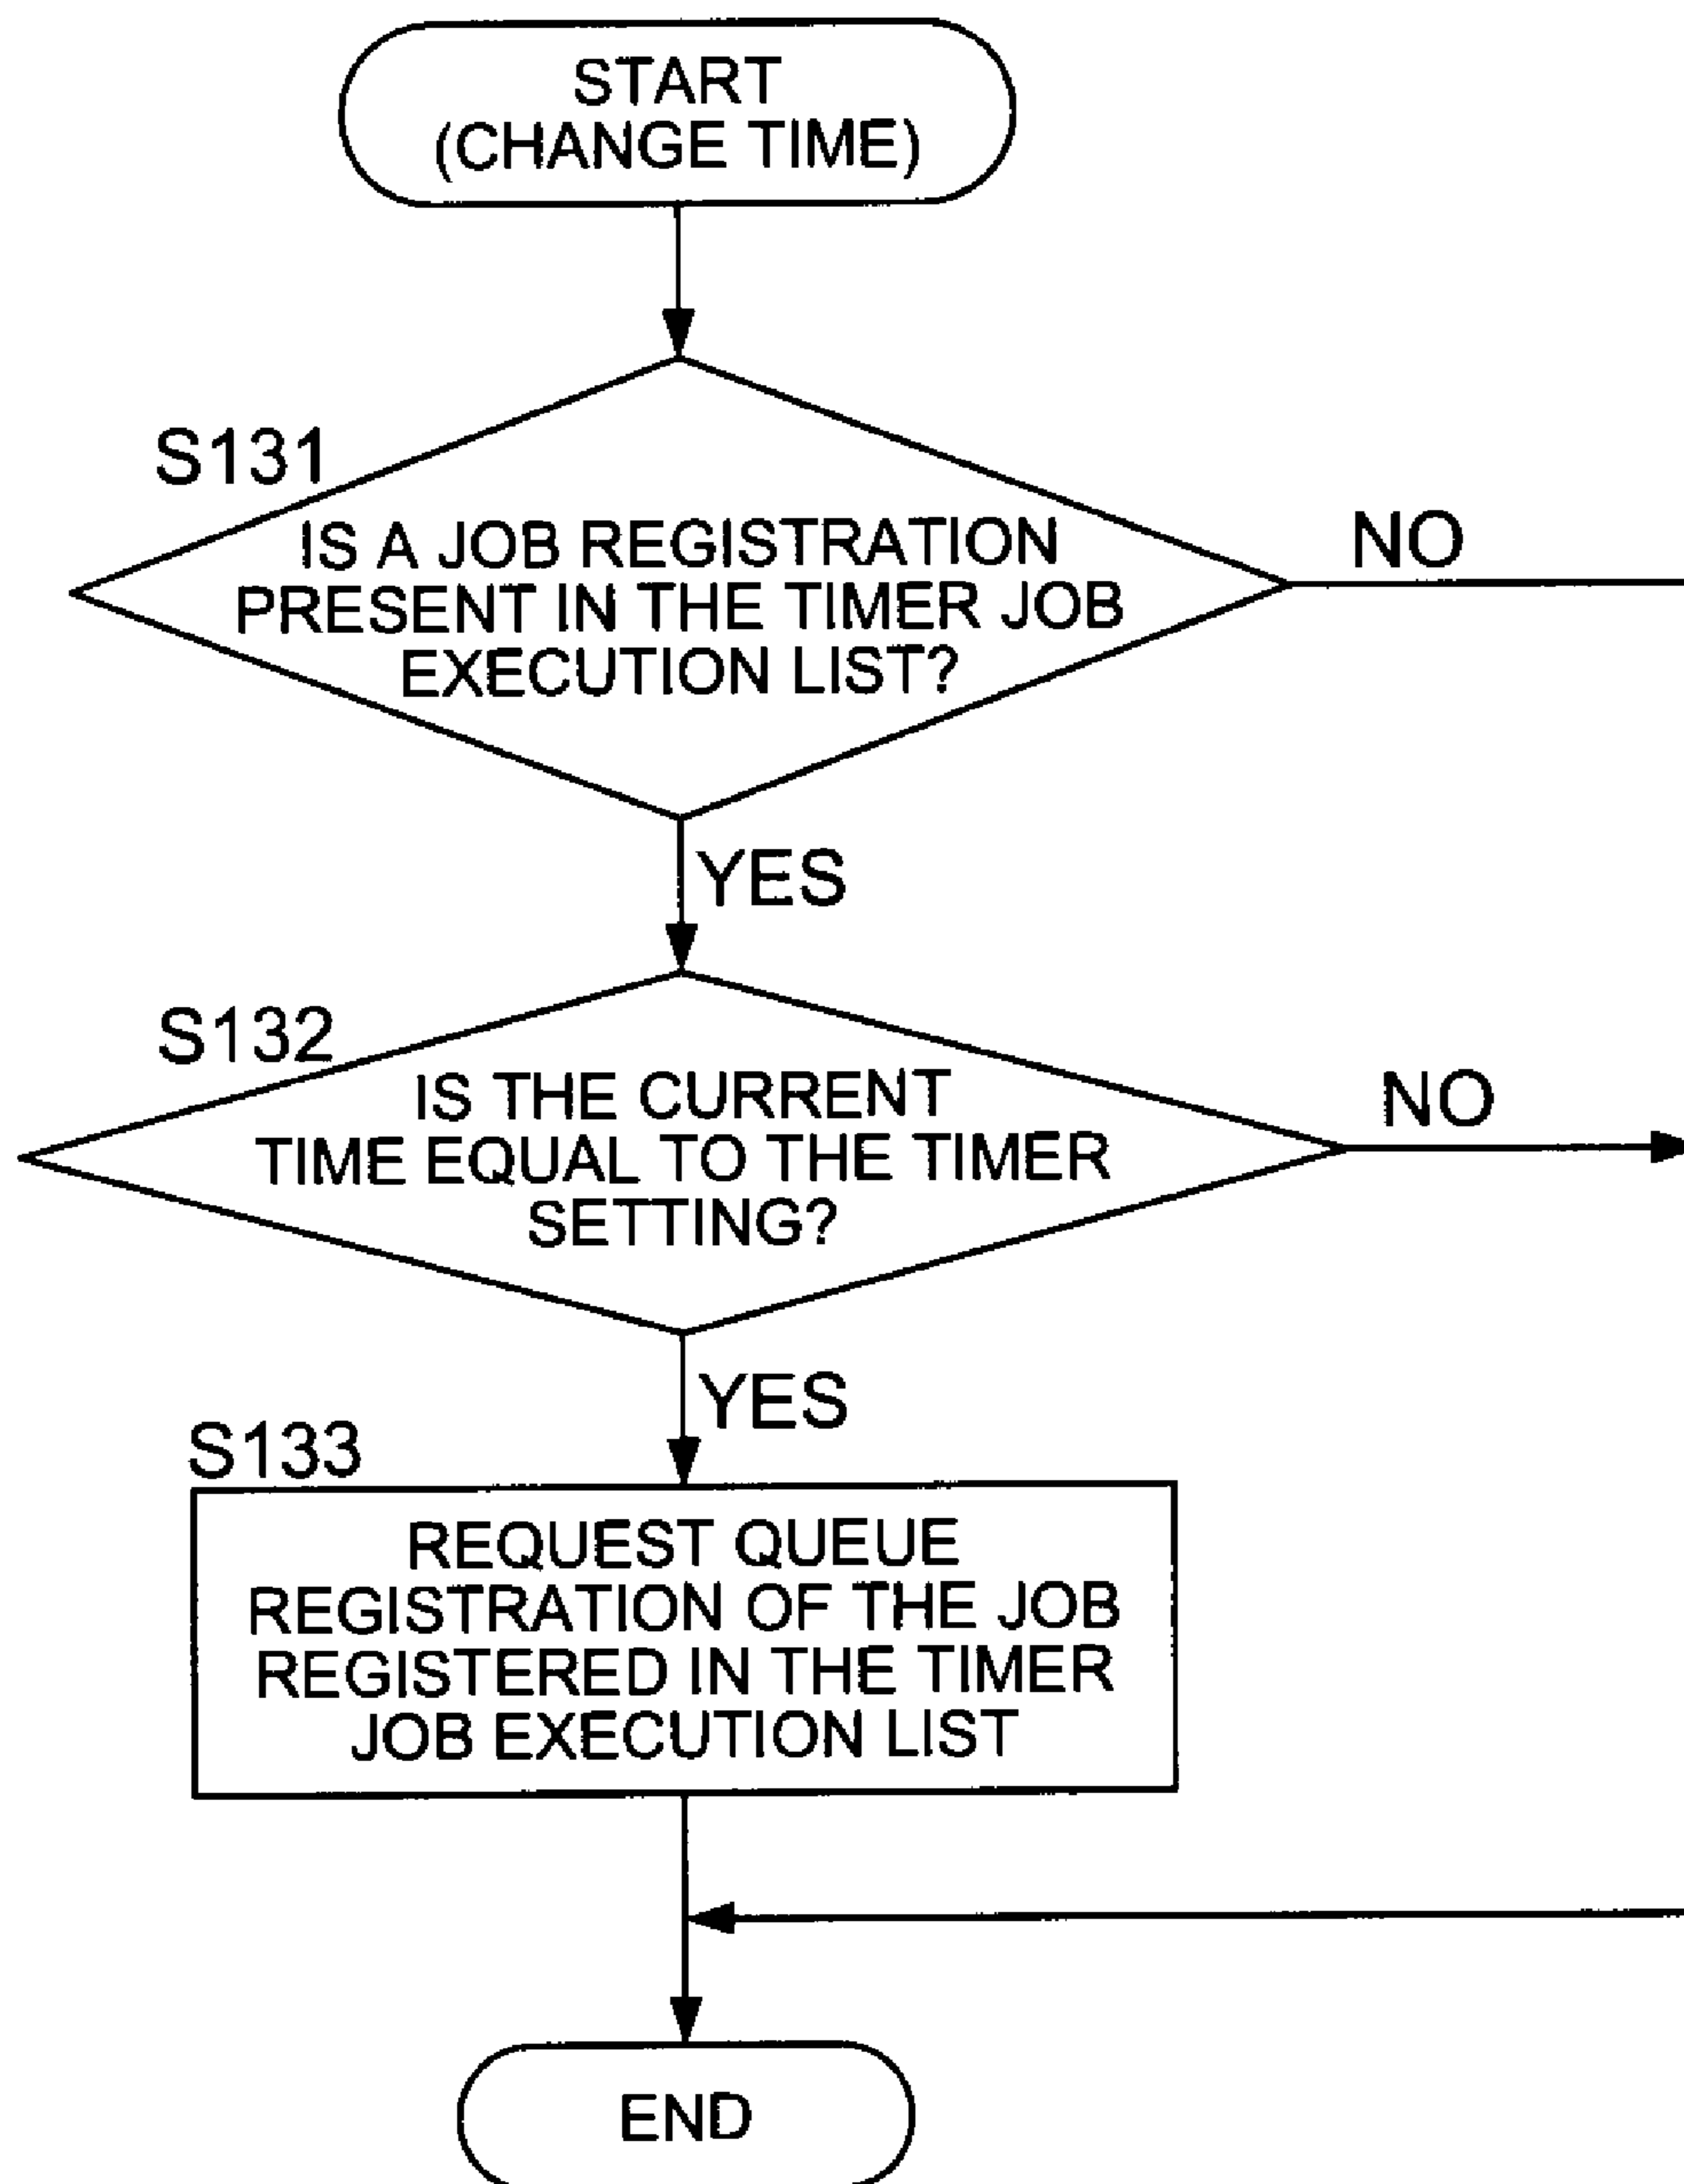 START
(CHANGE TIME)
S131
IS A JOB REGISTRATION
PRESENT IN THE TIMER JOB
EXECUTION LIST?
NO
YES
S132
IS THE CURRENT
TIME EQUAL TO THE TIMER
SETTING?
NO
YES
S133
REQUEST QUEUE
REGISTRATION OF THE JOB
REGISTERED IN THE TIMER
JOB EXECUTION LIST
END